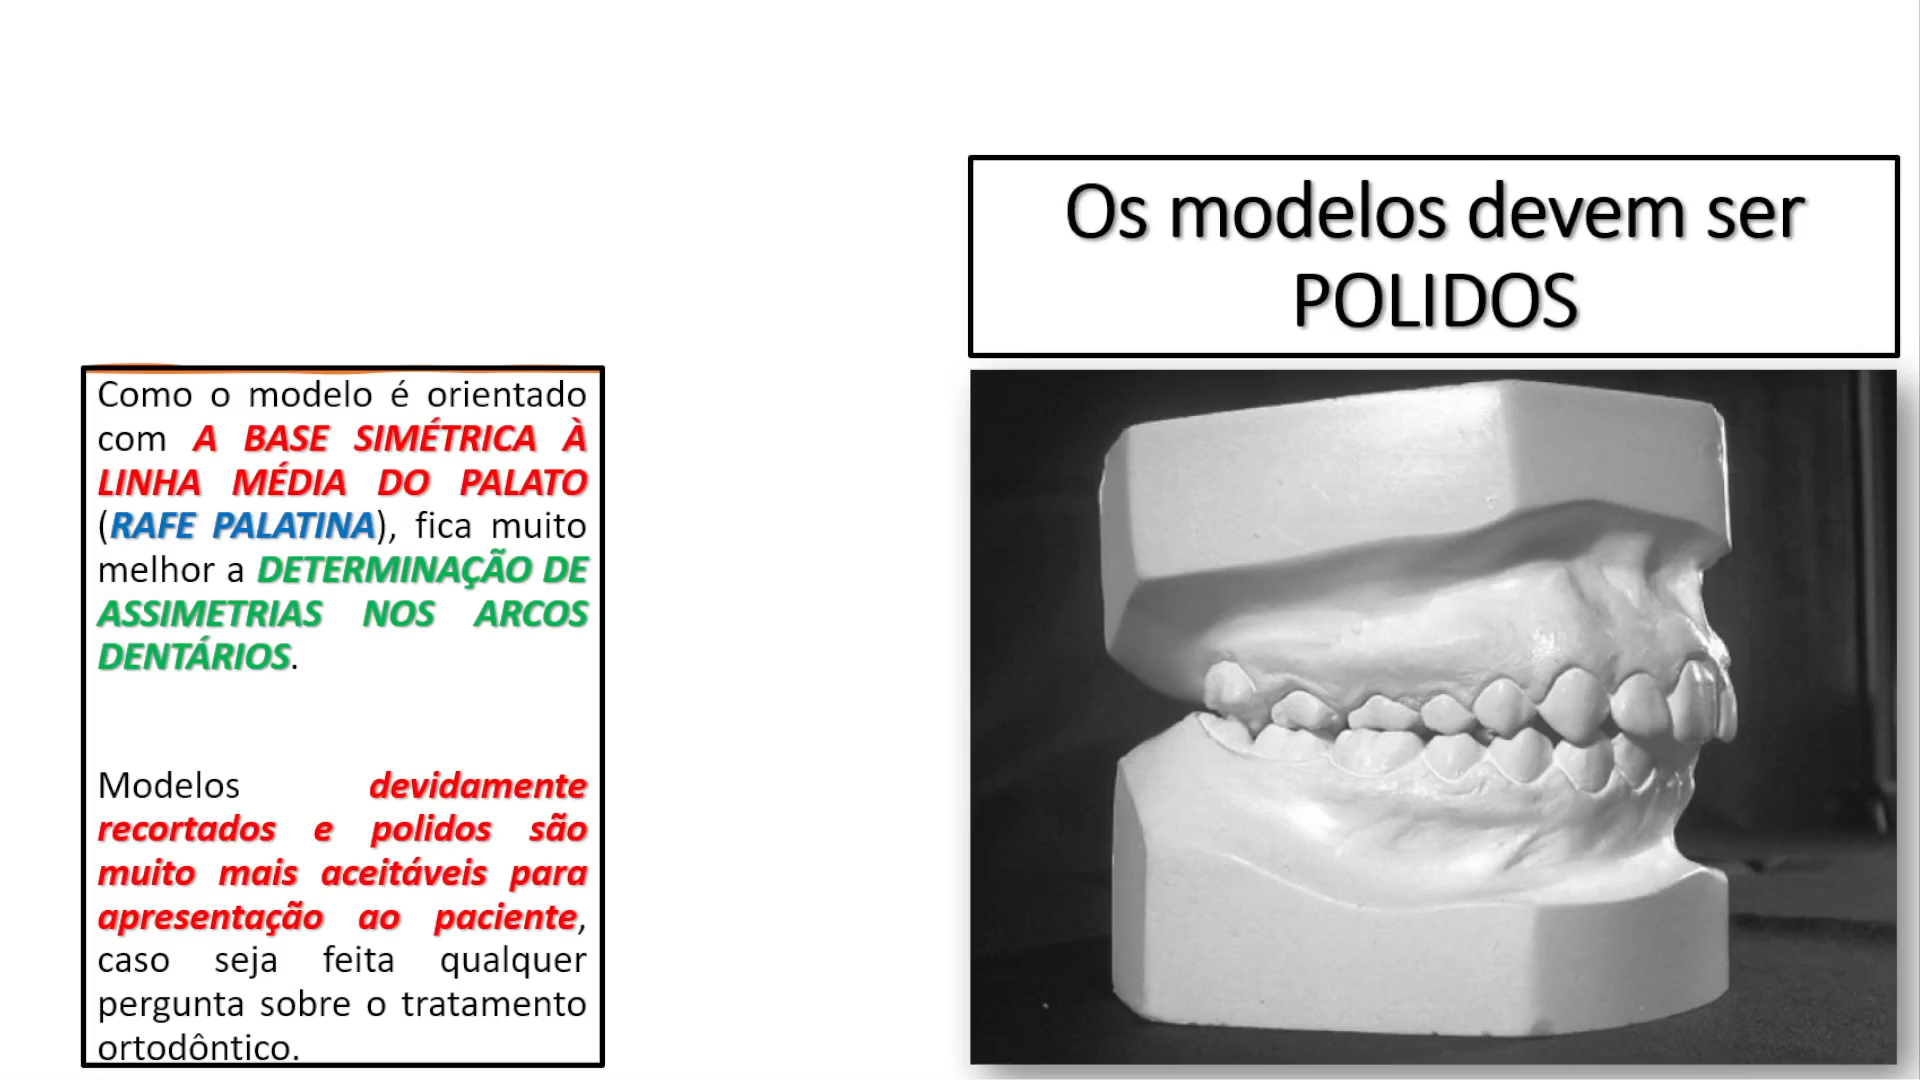 Os modelos devem ser
POLIDOS
Como o modelo é orientado
com A BASE SIMÉTRICA À
LINHA MÉDIA DO PALATO
(RAFE PALATINA), fica muito
melhor a DETERMINAÇÃO DE
ASSIMETRIAS NOS ARCOS
DENTÁRIOS.
Modelos devidamente
recortados e polidos são
muito mais aceitáveis para
apresentação ao paciente,
caso seja feita qualquer
pergunta sobre o tratamento
ortodôntico.